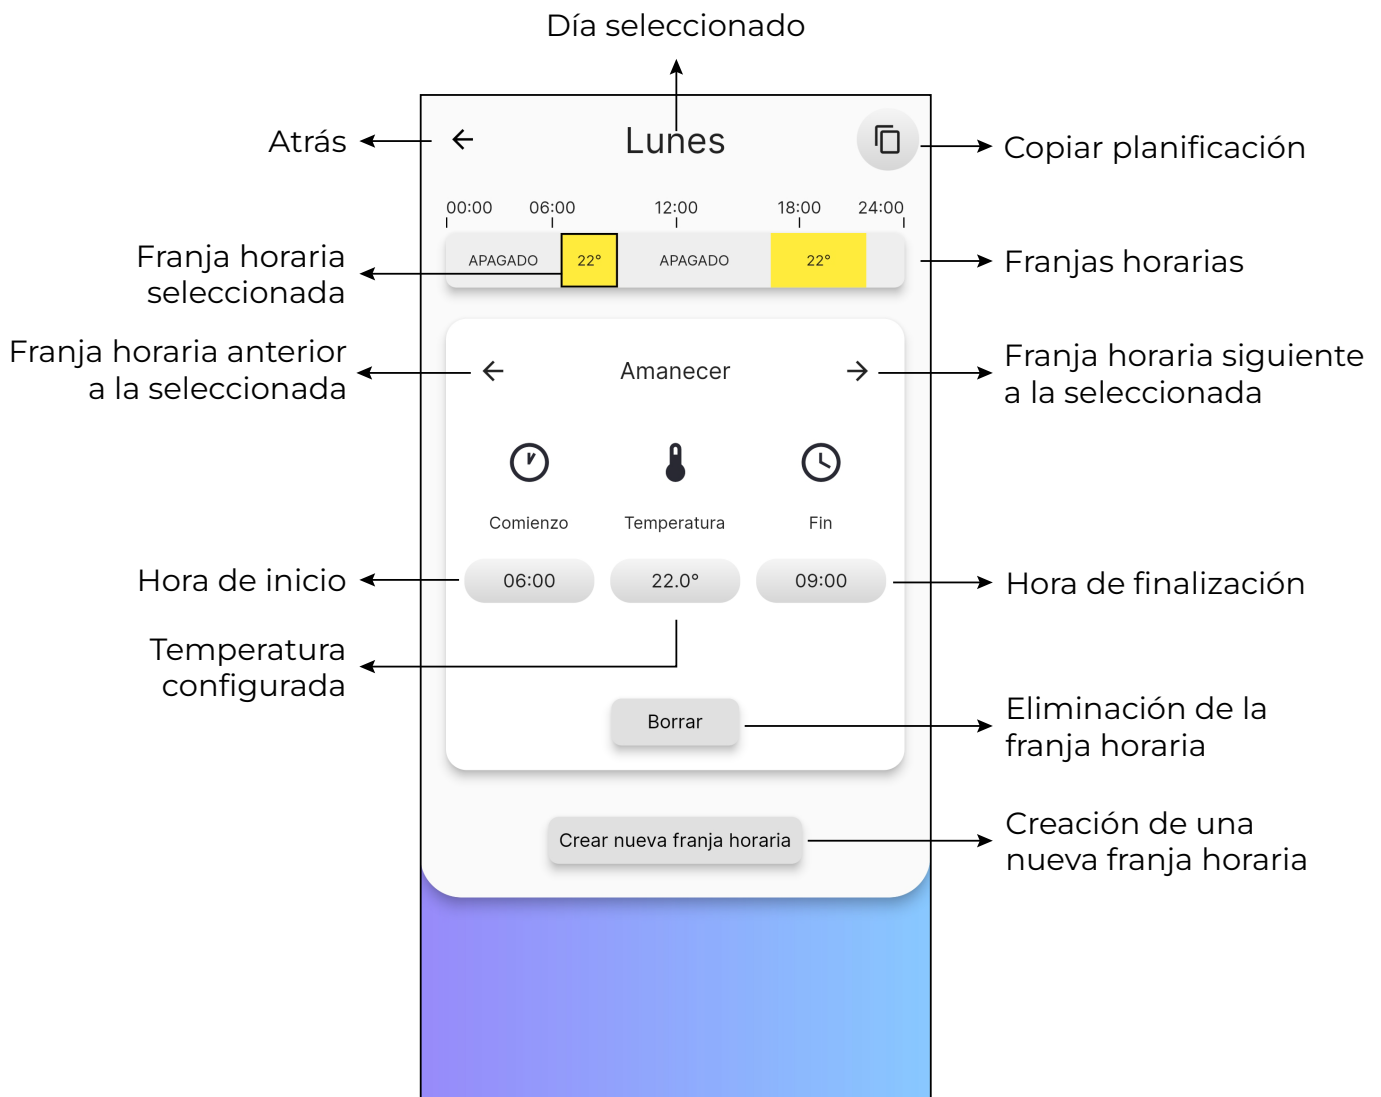 Día seleccionado
Atrás
Lunes
Copiar planificación
00:00 06:00 12:00 18:00 24:00
Franja horaria
seleccionada
APAGADO 22° APAGADO 22°
Franjas horarias
Franja horaria anterior
a la seleccionada
Amanecer
Franja horaria siguiente
a la seleccionada
Comienzo Temperatura Fin
Hora de inicio
06:00 22.0° 09:00
Hora de finalización
Temperatura
configurada
Borrar
Eliminación de la
franja horaria
Crear nueva franja horaria
Creación de una
nueva franja horaria